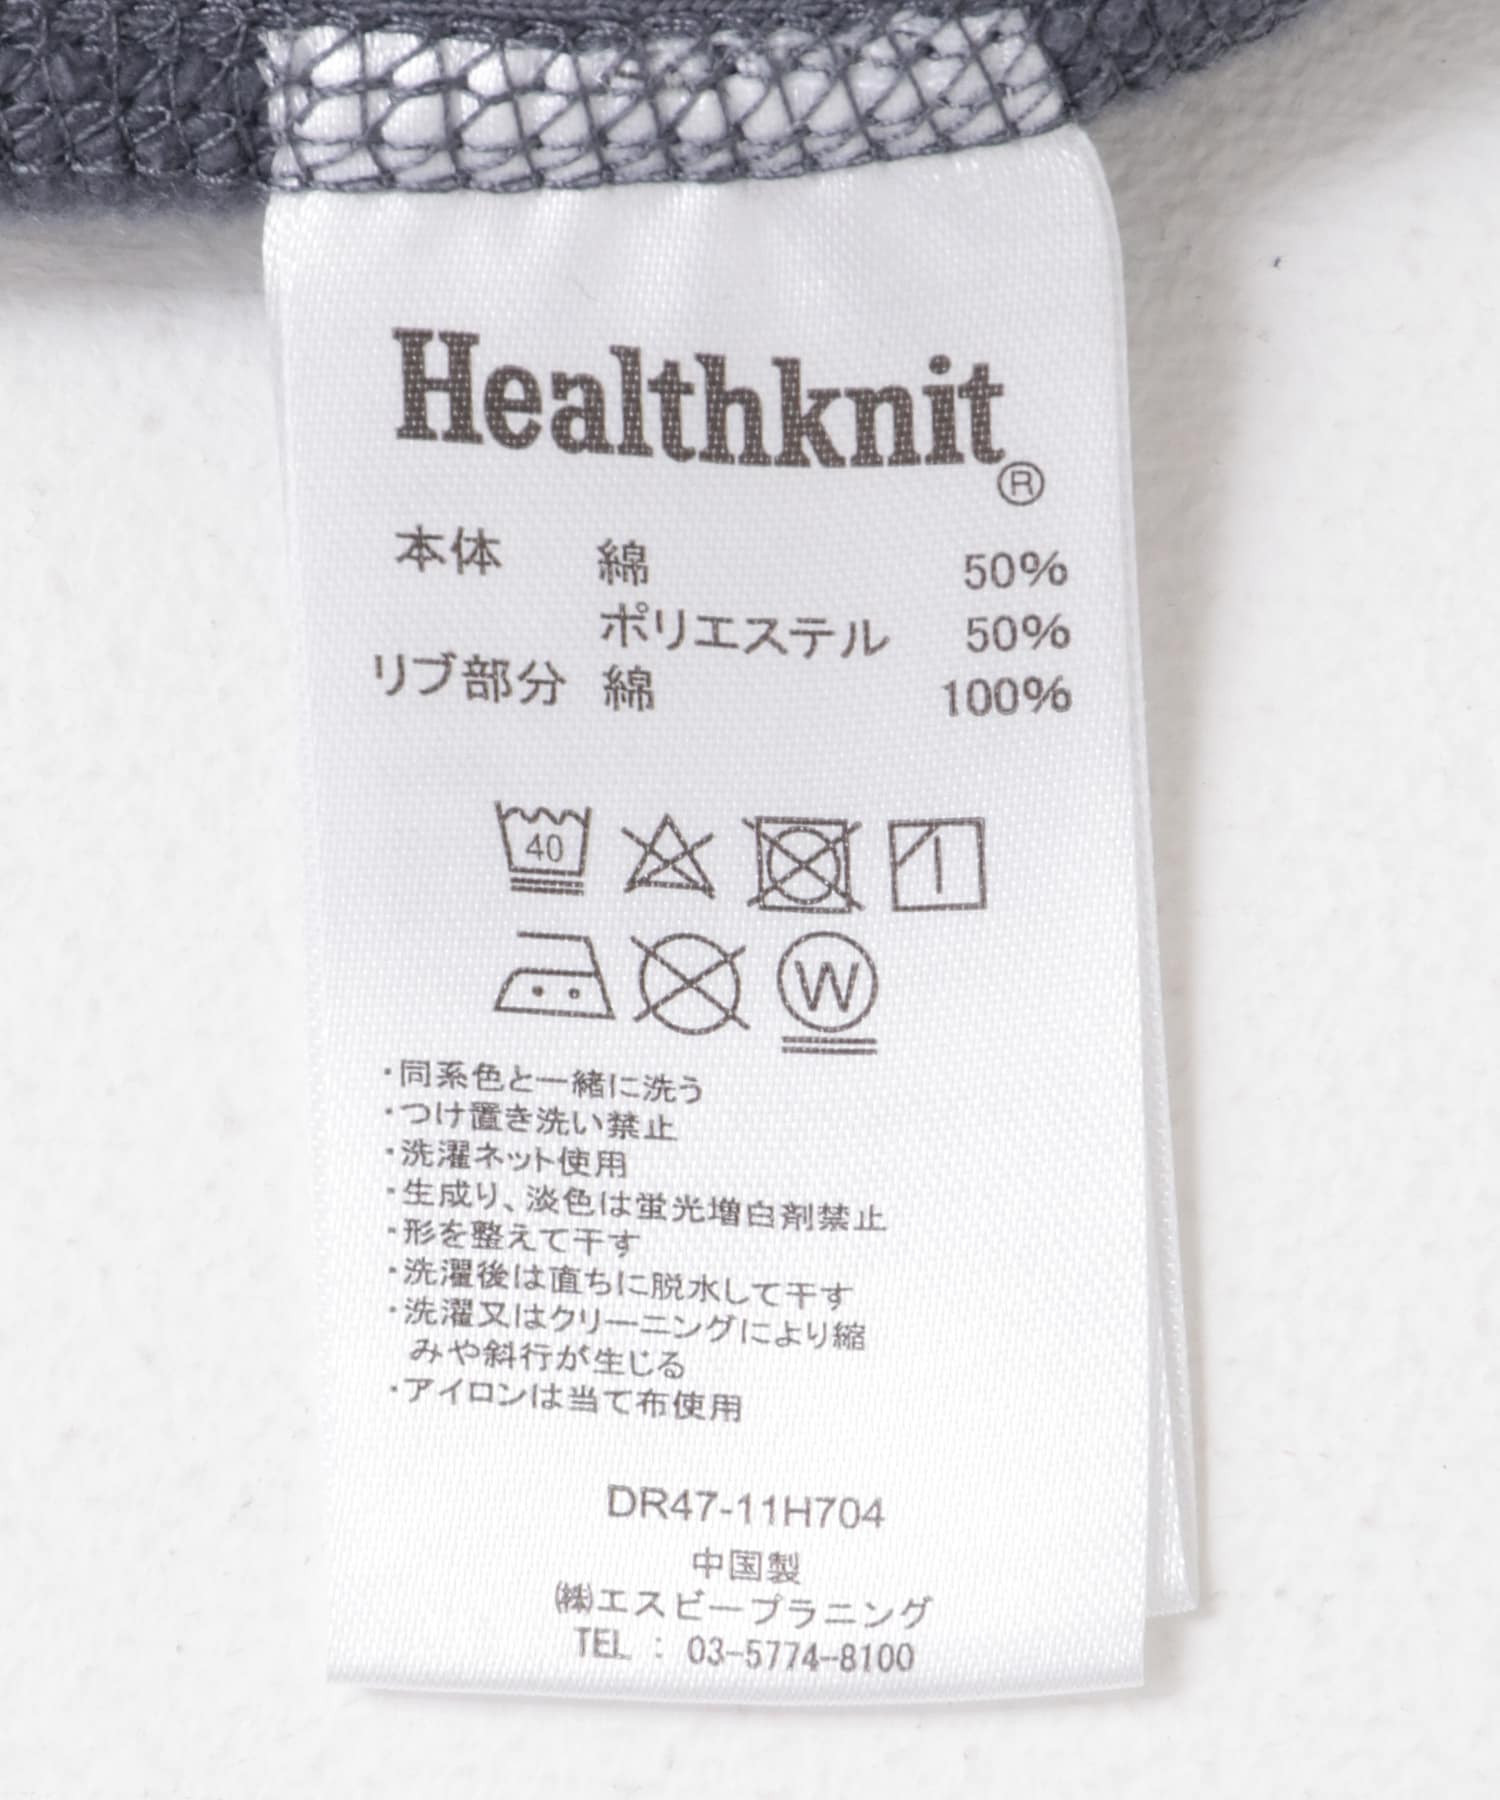 Healthknit
®
本体 綿 50%
ポリエステル 50%
リブ部分 綿 100%
40
W
・同系色と一緒に洗う
・つけ置き洗い禁止
・洗濯ネット使用
・生成り、淡色は蛍光増白剤禁止
・形を整えて干す
・洗濯後は直ちに脱水して干す
・洗濯又はクリーニングにより縮
みや斜行が生じる
・アイロンは当て布使用
DR47-11H704
中国製
㈱エスビープラニング
TEL : 03-5774-8100